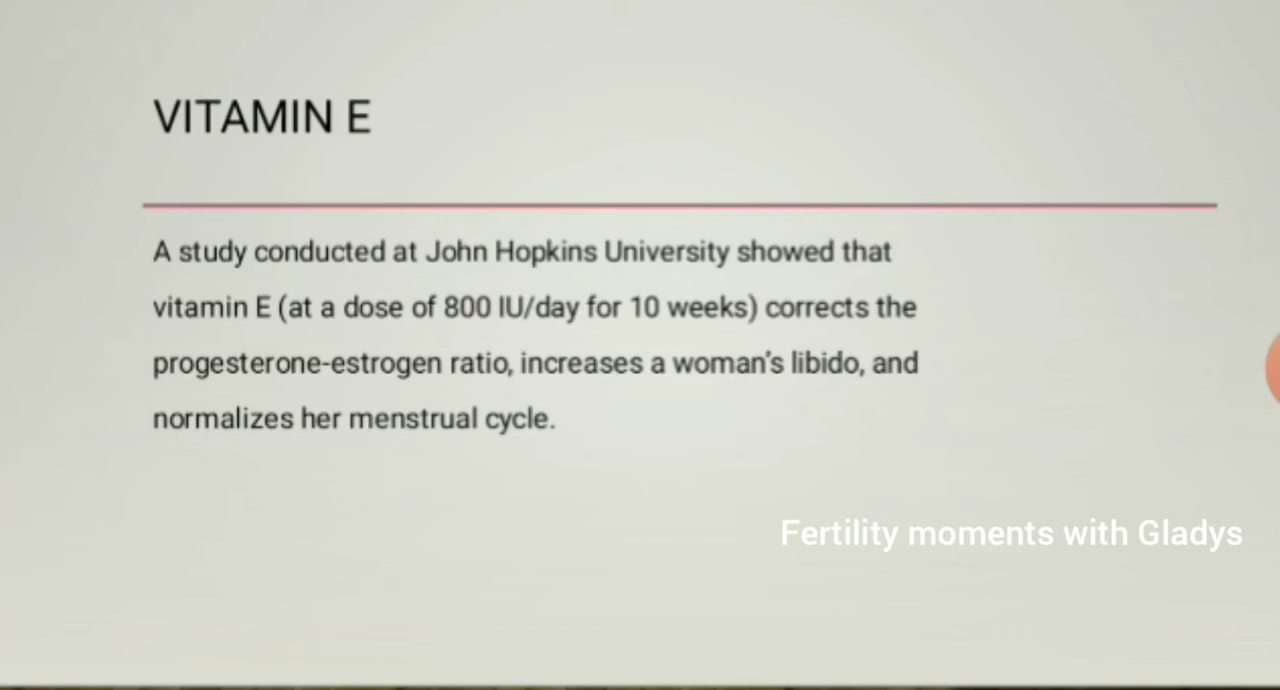 VITAMIN E
A study conducted at John Hopkins University showed that
vitamin E (at a dose of 800 IU/day for 10 weeks) corrects the
progesterone-estrogen ratio, increases a woman's libido, and
normalizes her menstrual cycle.
Fertility moments with Gladys